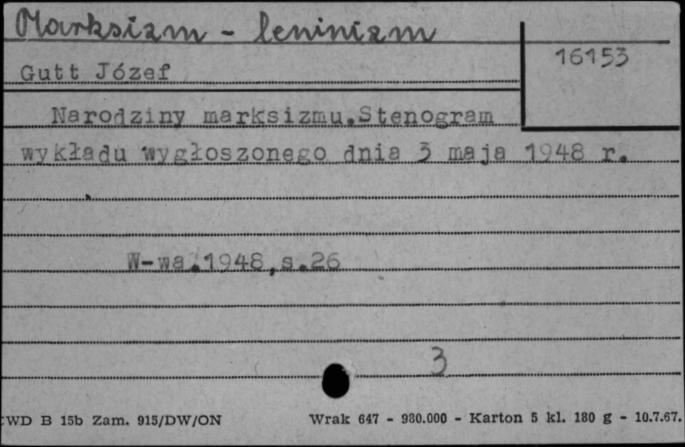 Marksizm - leninizm
16153
Gutt Józef
Narodziny marksizmu.Stenogram
wykładu wygłoszonego dnia 3 maja 1948 r.
W-wa.1948,s.26
3
CWD B 15b Zam. 915/DW/ON Wrak 647 - 980.000 - Karton 5 kl. 180 g - 10.7.67.